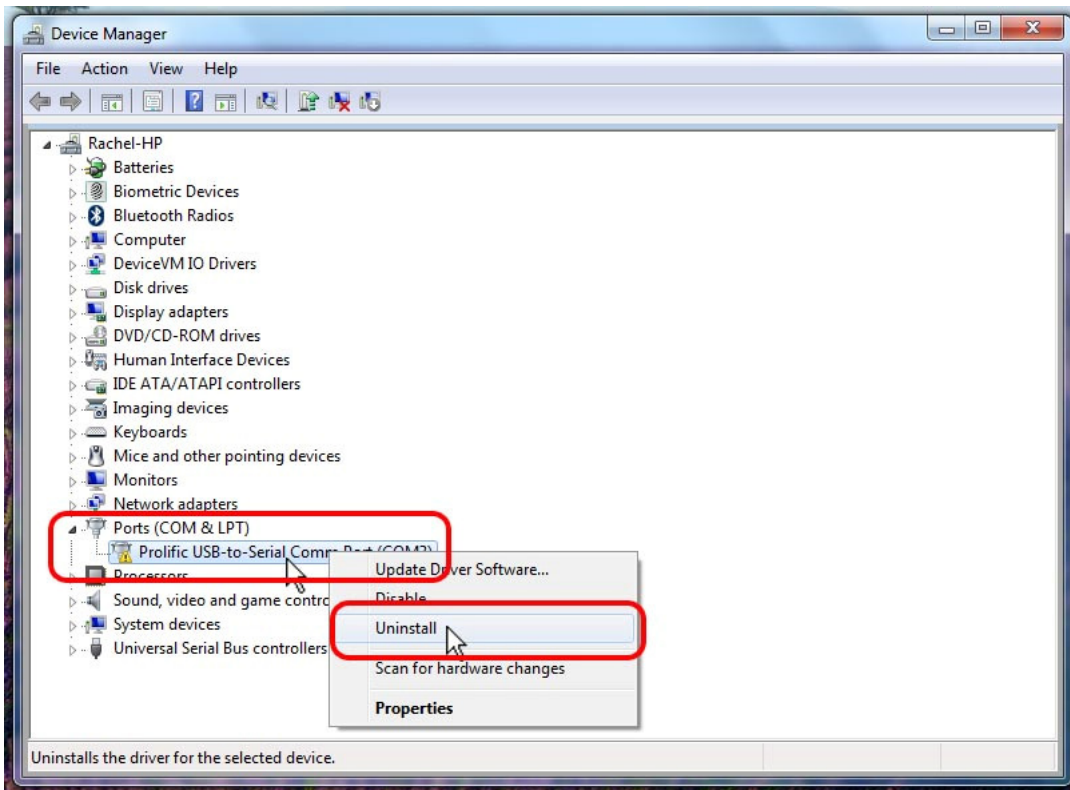 Device Manager
File Action View Help
Rachel-HP
Batteries
Biometric Devices
Bluetooth Radios
Computer
DeviceVM IO Drivers
Disk drives
Display adapters
DVD/CD-ROM drives
Human Interface Devices
IDE ATA/ATAPI controllers
Imaging devices
Keyboards
Mice and other pointing devices
Monitors
Network adapters
Ports (COM & LPT)
Prolific USB-to-Serial Comm Port
Update Driver Software...
Processors
Disable
Sound, video and game
Uninstall
System devices
Universal Serial Bus controllers
Scan for hardware changes
Properties
Uninstalls the driver for the selected device.